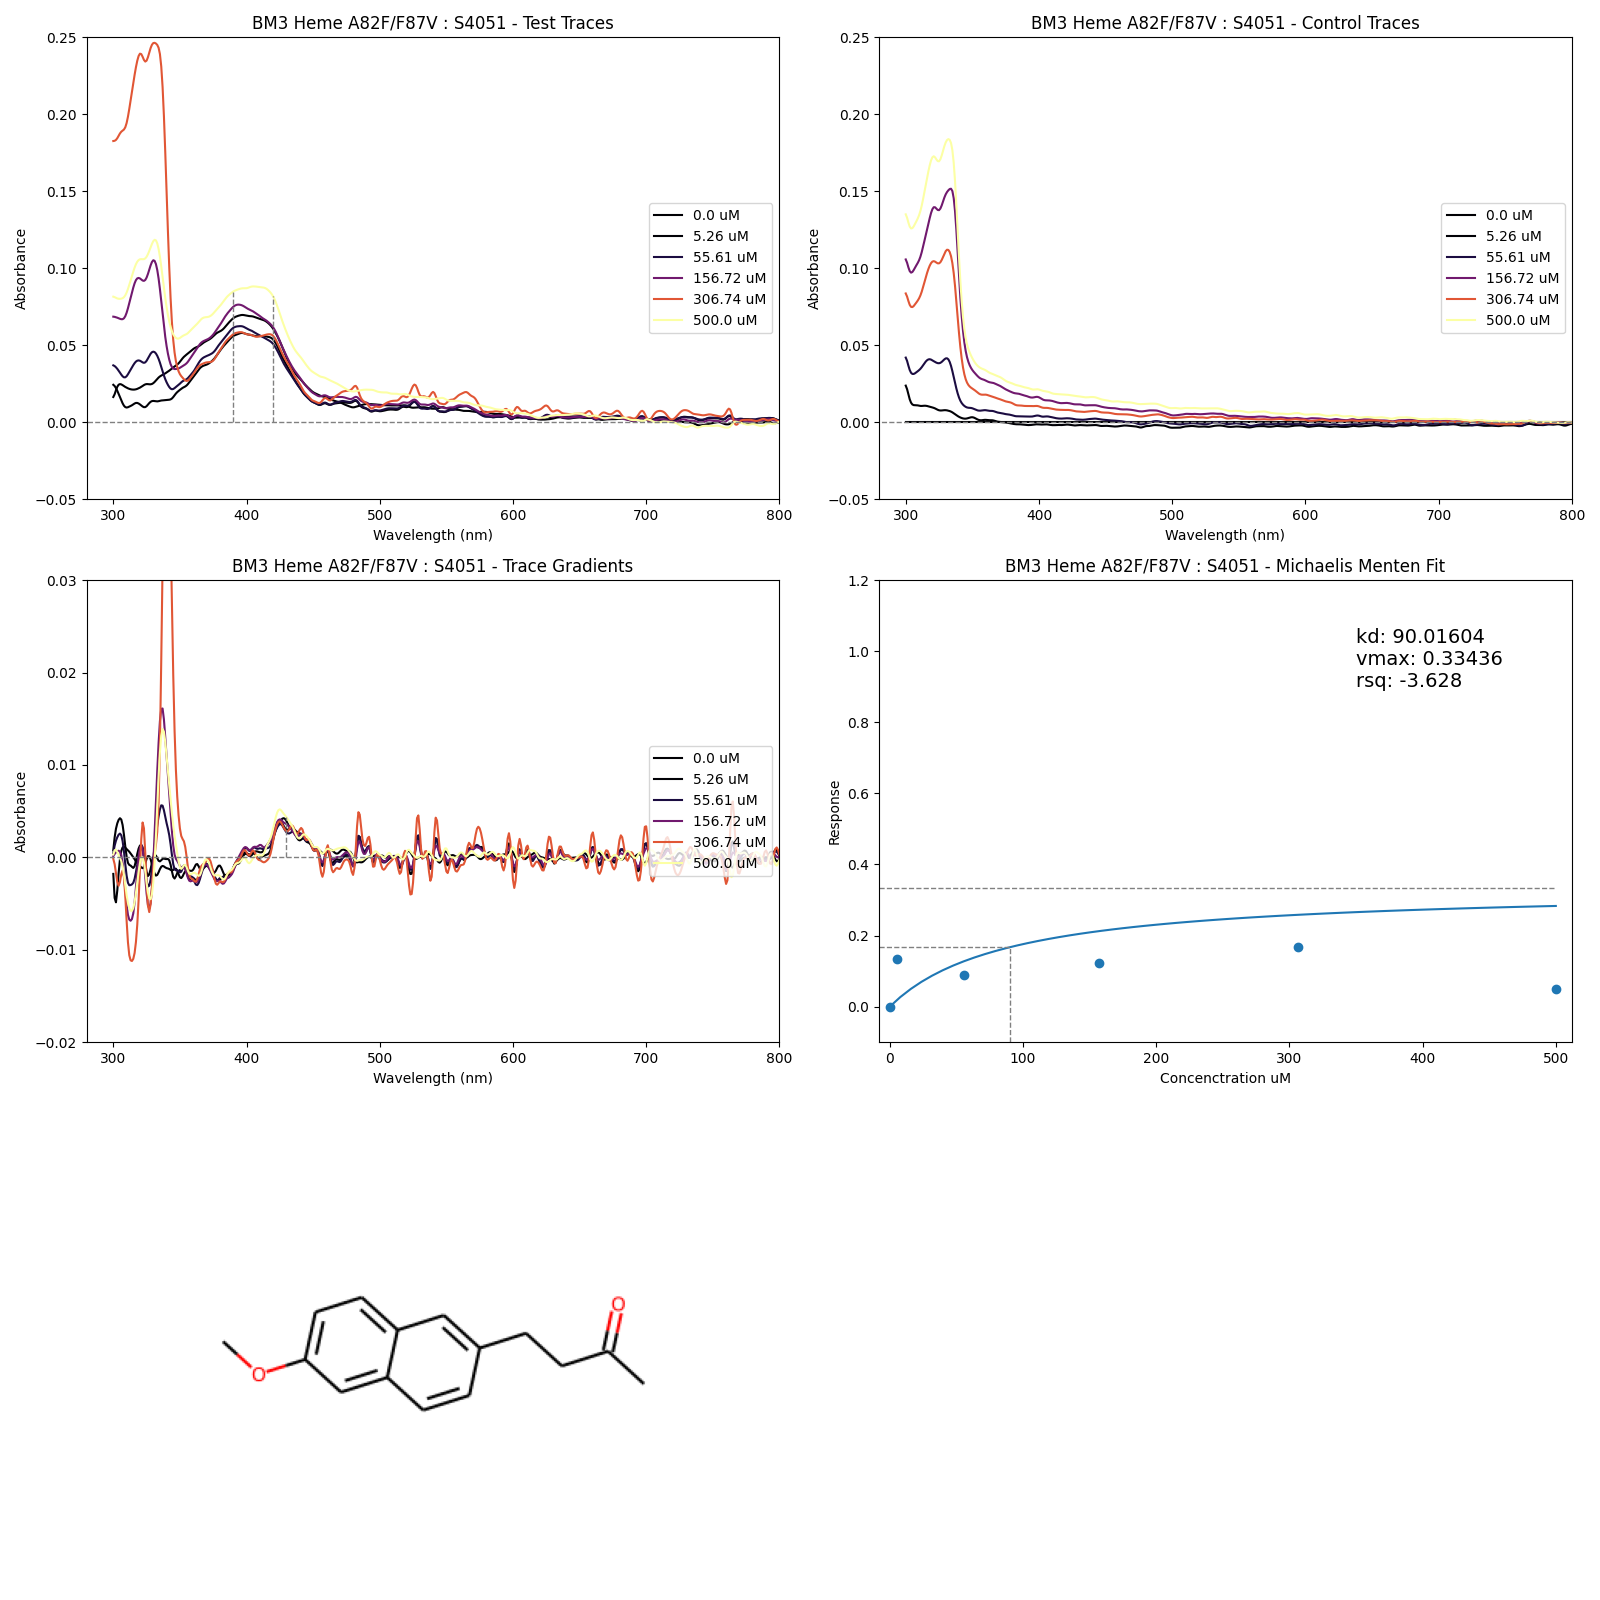 BM3 Heme A82F/F87V : S4051 - Test Traces
0.25
0.20
0.15
0.10
0.05
0.00
−0.05
Absorbance
300
400
500
600
700
800
Wavelength (nm)
0.0 uM
5.26 uM
55.61 uM
156.72 uM
306.74 uM
500.0 uM
BM3 Heme A82F/F87V : S4051 - Control Traces
0.25
0.20
0.15
0.10
0.05
0.00
−0.05
Absorbance
300
400
500
600
700
800
Wavelength (nm)
0.0 uM
5.26 uM
55.61 uM
156.72 uM
306.74 uM
500.0 uM
BM3 Heme A82F/F87V : S4051 - Trace Gradients
0.03
0.02
0.01
0.00
−0.01
−0.02
Absorbance
300
400
500
600
700
800
Wavelength (nm)
0.0 uM
5.26 uM
55.61 uM
156.72 uM
306.74 uM
500.0 uM
BM3 Heme A82F/F87V : S4051 - Michaelis Menten Fit
1.2
1.0
0.8
0.6
0.4
0.2
0.0
Response
0
100
200
300
400
500
Concenctration uM
kd: 90.01604
vmax: 0.33436
rsq: -3.628
O
O